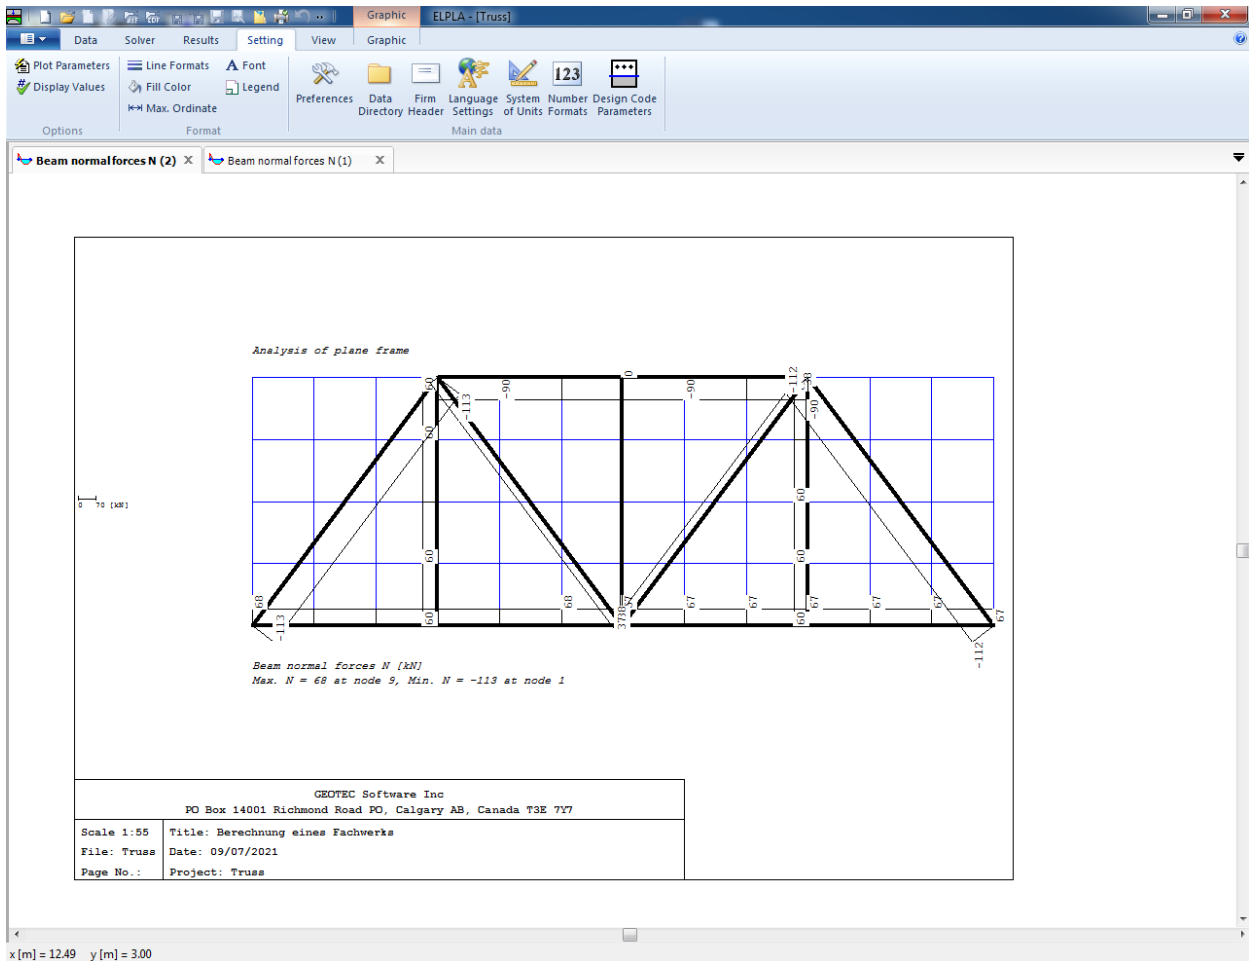 Graphic
ELPLA - [Truss]
Data Solver Results Setting View Graphic
Plot Parameters
Display Values
Options
Line Formats
Fill Color
Max. Ordinate
Font
Legend
Format
Preferences
Data Directory
Firm Header
Language Settings
System of Units
123
Number Formats
Design Code Parameters
Main data
Beam normal forces N (2) X
Beam normal forces N (1) X
Analysis of plane frame
60
-113
-90
0
-90
-112
-90
60
60
0 70 [kN]
60
60
68
-113
60
68
67
67
60
67
67
67
67
-112
Beam normal forces N [kN]
Max. N = 68 at node 9, Min. N = -113 at node 1
GEOTEC Software Inc
PO Box 14001 Richmond Road PO, Calgary AB, Canada T3E 7Y7
Scale 1:55
Title: Berechnung eines Fachwerks
File: Truss
Date: 09/07/2021
Page No.:
Project: Truss
x [m] = 12.49 y [m] = 3.00